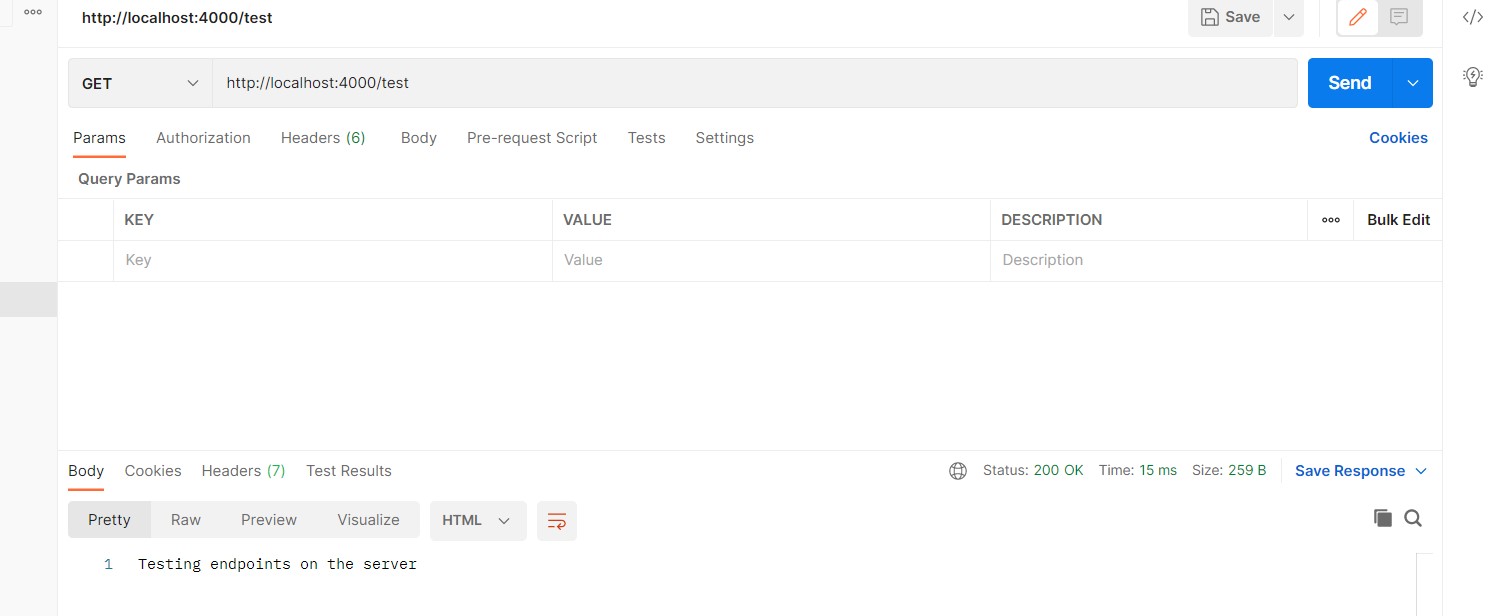 http://localhost:4000/test Save
GET http://localhost:4000/test Send
Params Authorization Headers (6) Body Pre-request Script Tests Settings Cookies
Query Params
KEY VALUE DESCRIPTION Bulk Edit
Key Value Description
Body Cookies Headers (7) Test Results Status: 200 OK Time: 15 ms Size: 259 B Save Response
Pretty Raw Preview Visualize HTML
1 Testing endpoints on the server